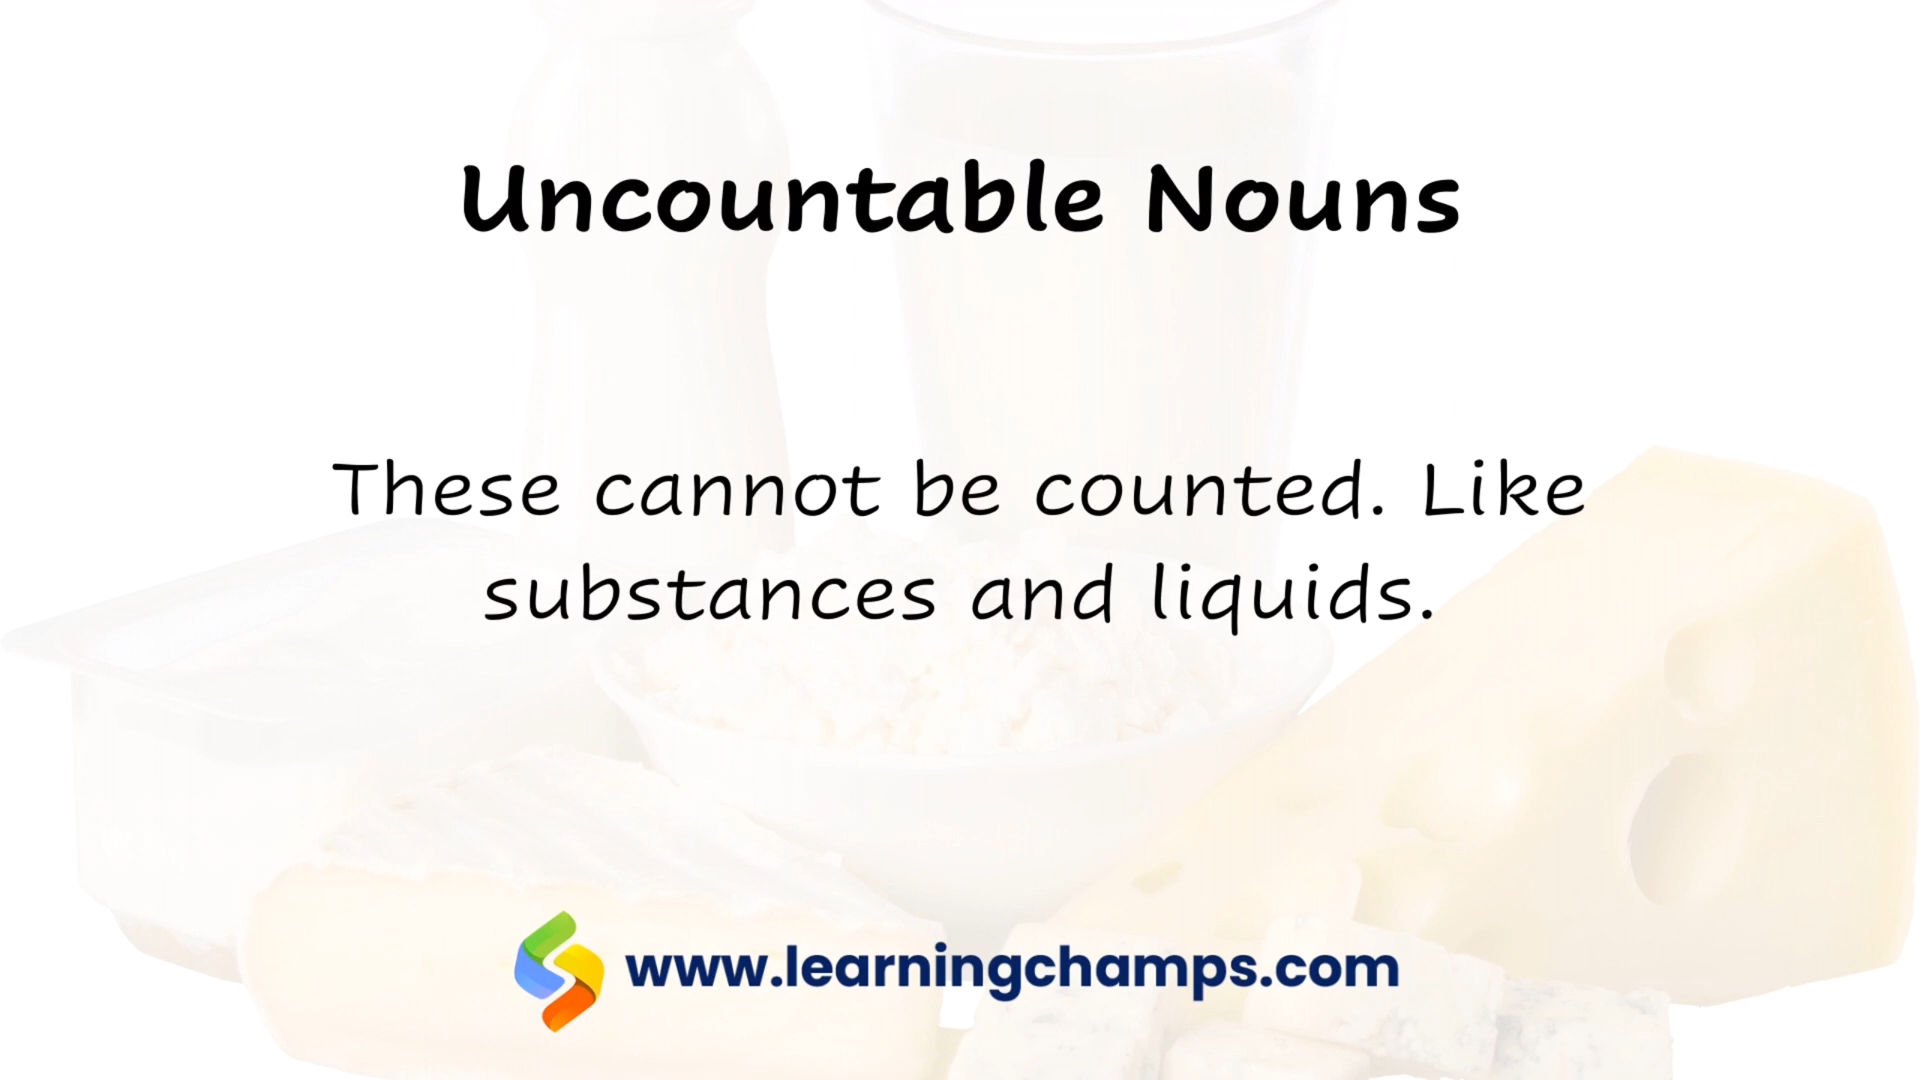 Uncountable Nouns
These cannot be counted. Like
substances and liquids.
www.learningchamps.com